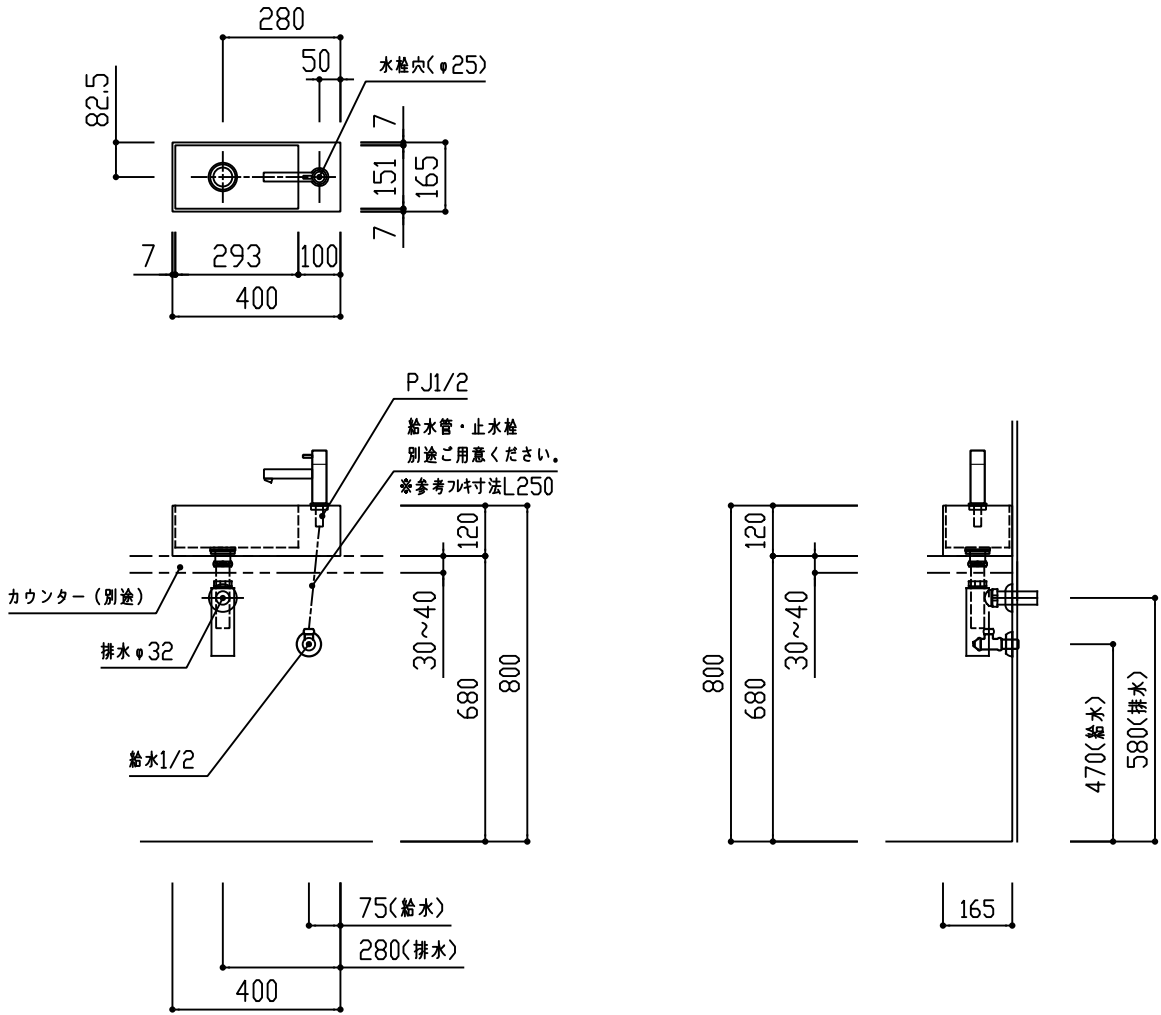 280
50
水栓穴(φ25)
82.5
7
151
165
7
7
293
100
400
PJ1/2
給水管・止水栓
別途ご用意ください。
※参考フレキ寸法L250
120
カウンター(別途)
30~40
排水φ32
680
800
給水1/2
75(給水)
280(排水)
400
120
30~40
800
680
470(給水)
580(排水)
165